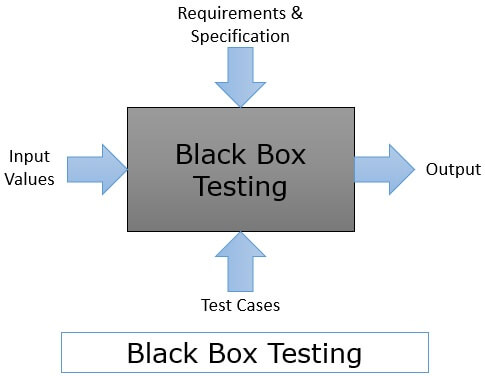 Requirements &
Specification
Black Box
Testing
Input
Values
Output
Test Cases
Black Box Testing